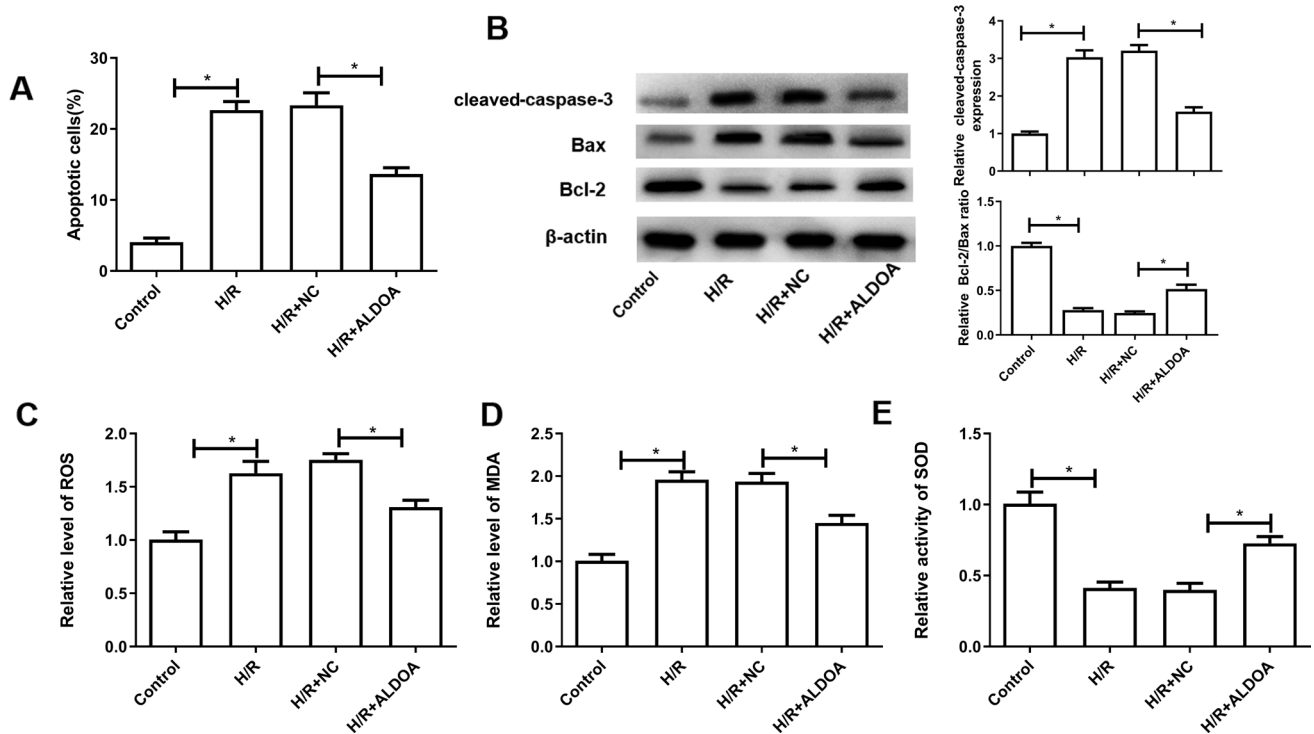 A
Apoptotic cells(%)
30
20
10
0
*
*
Control
H/R
H/R+NC
H/R+ALDOA
B
cleaved-caspase-3
Bax
Bcl-2
β-actin
Control
H/R
H/R+NC
H/R+ALDOA
Relative cleaved-caspase-3
expression
4
3
2
1
0
*
*
Relative Bcl-2/Bax ratio
1.5
1.0
0.5
0.0
*
*
Control
H/R
H/R+NC
H/R+ALDOA
C
Relative level of ROS
2.0
1.5
1.0
0.5
0.0
*
*
Control
H/R
H/R+NC
H/R+ALDOA
D
Relative level of MDA
2.5
2.0
1.5
1.0
0.5
0.0
*
*
Control
H/R
H/R+NC
H/R+ALDOA
E
Relative activity of SOD
1.5
1.0
0.5
0.0
*
*
Control
H/R
H/R+NC
H/R+ALDOA